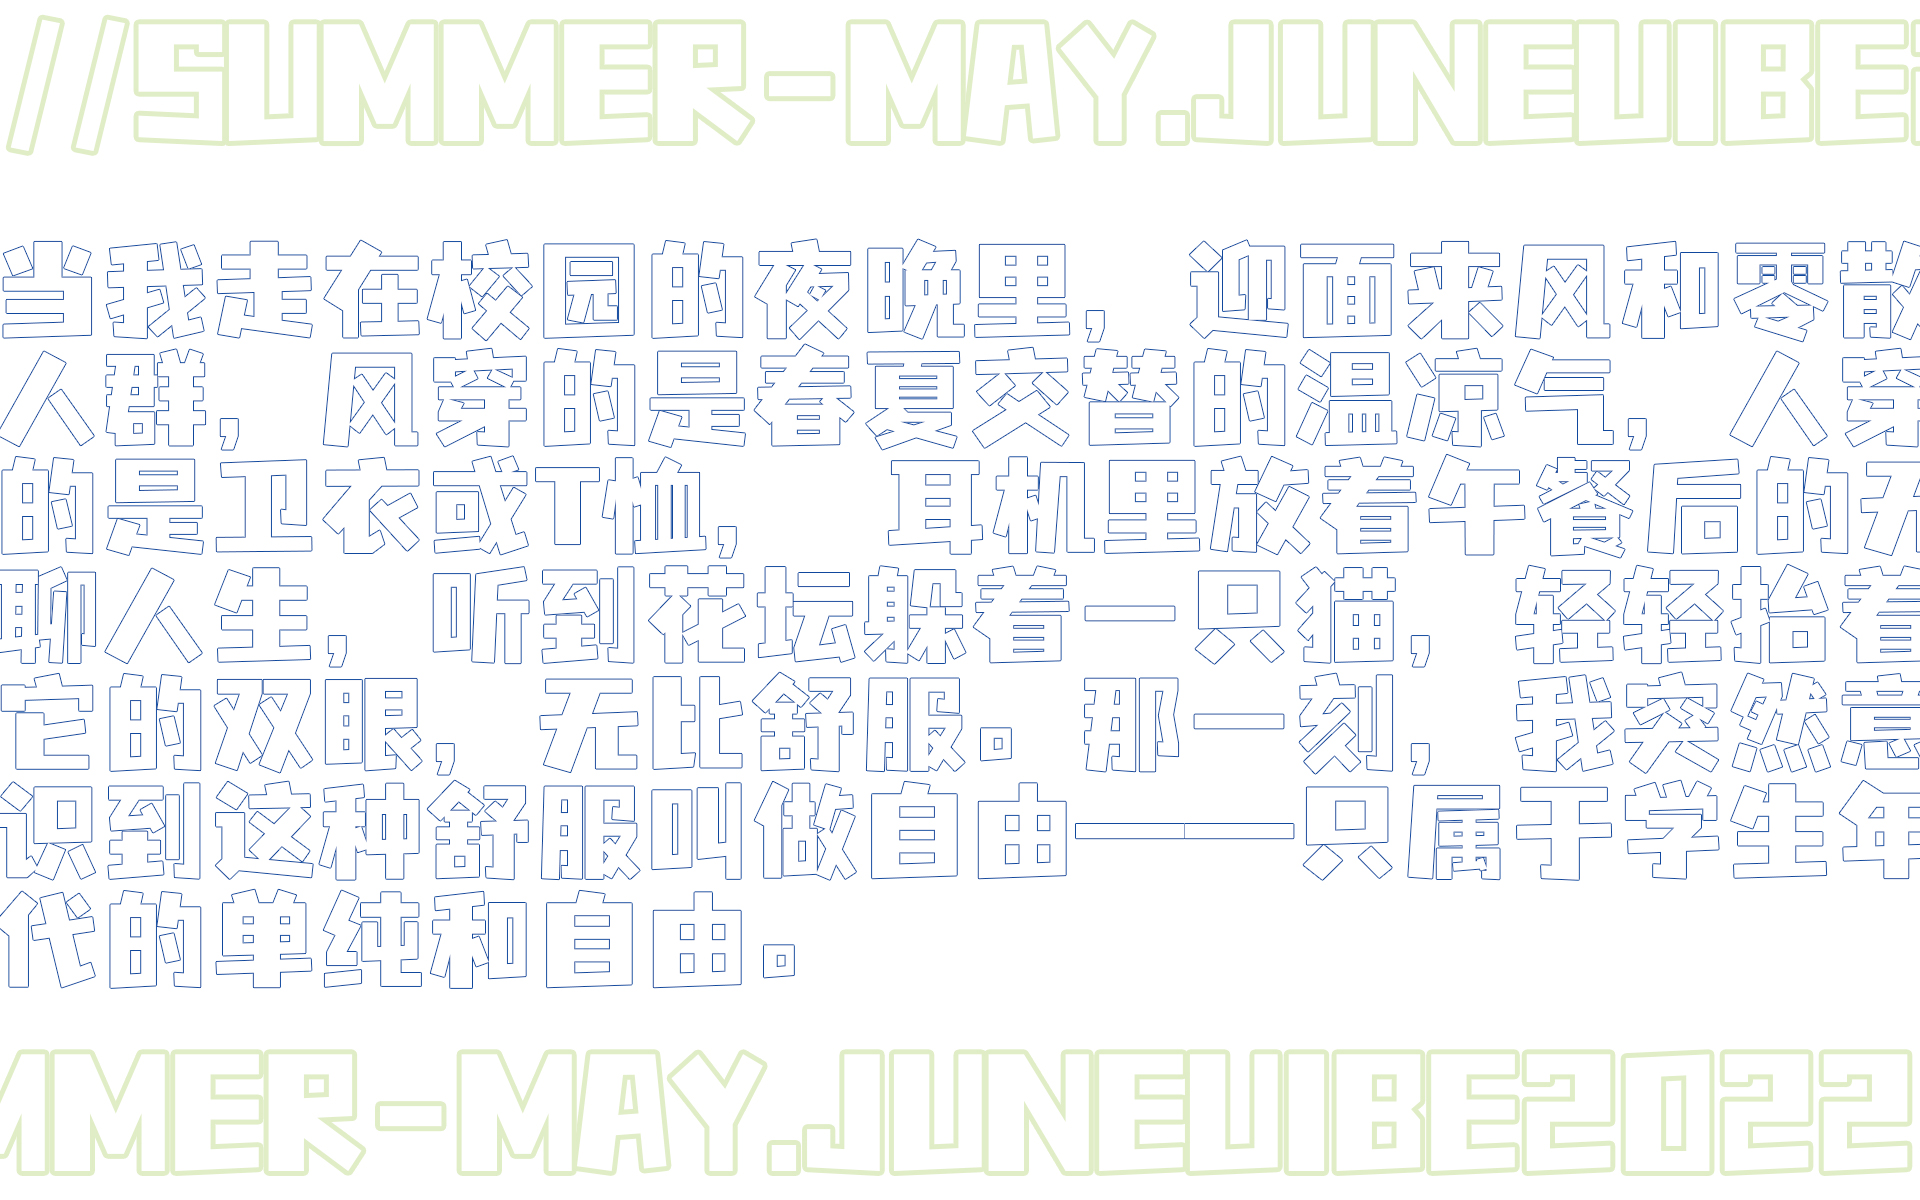 //SUMMER-MAY.JUNEVIBE
当我走在校园的夜晚里，迎面来风和零散
人群，风穿的是春夏交替的温凉气，人穿
的是卫衣或T恤，耳机里放着午餐后的无
聊人生，听到花坛躲着一只猫，轻轻抬着
它的双眼，无比舒服。那一刻，我突然意
识到这种舒服叫做自由——只属于学生年
代的单纯和自由。
MMER-MAY.JUNEVIBE2022